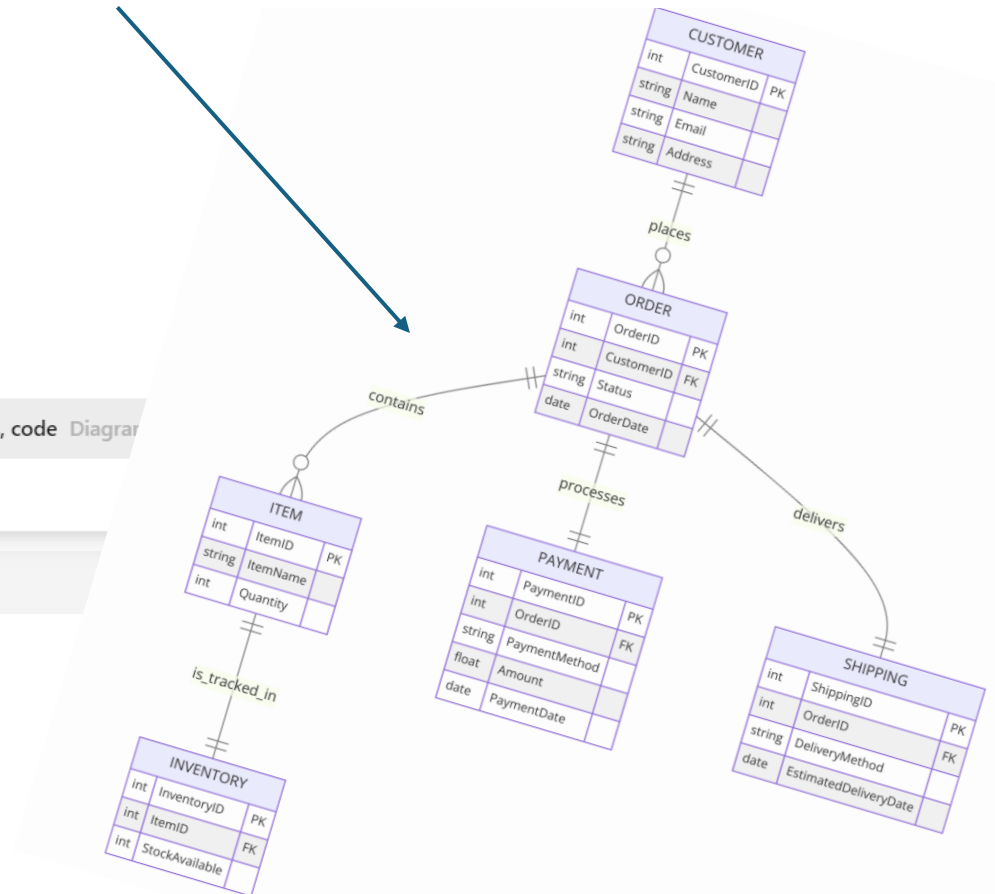 CUSTOMER
int CustomerID PK
string Name
string Email
string Address
places
ORDER
int OrderID PK
int CustomerID FK
string Status
date OrderDate
contains
processes
delivers
, code Diagrar
ITEM
int ItemID PK
string ItemName
int Quantity
PAYMENT
int PaymentID PK
int OrderID FK
string PaymentMethod
float Amount
date PaymentDate
SHIPPING
int ShippingID PK
int OrderID FK
string DeliveryMethod
date EstimatedDeliveryDate
is_tracked_in
INVENTORY
int InventoryID PK
int ItemID FK
int StockAvailable